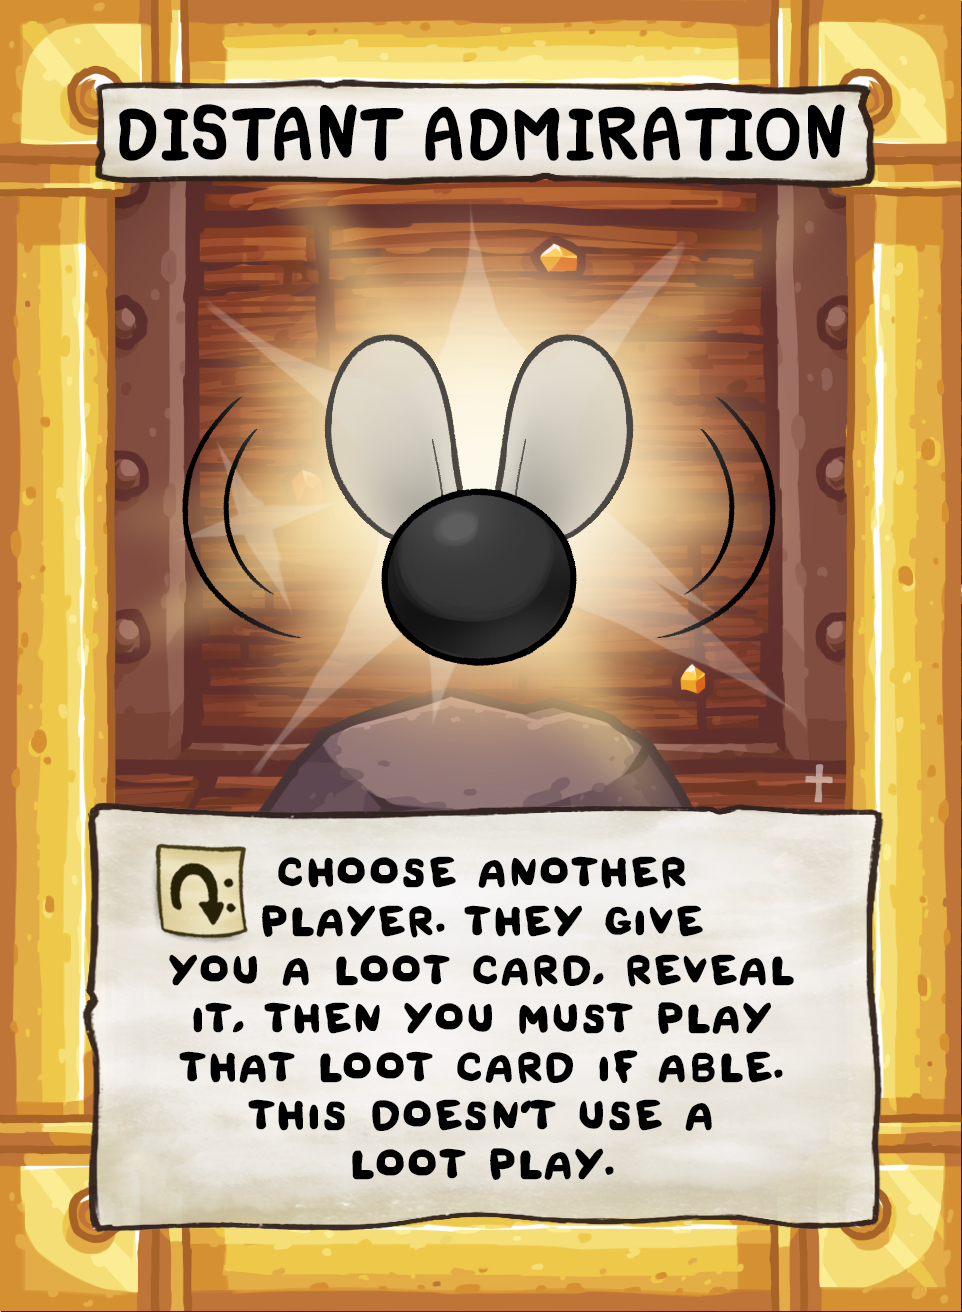 DISTANT ADMIRATION
CHOOSE ANOTHER
PLAYER. THEY GIVE
YOU A LOOT CARD. REVEAL
IT. THEN YOU MUST PLAY
THAT LOOT CARD IF ABLE.
THIS DOESN'T USE A
LOOT PLAY.